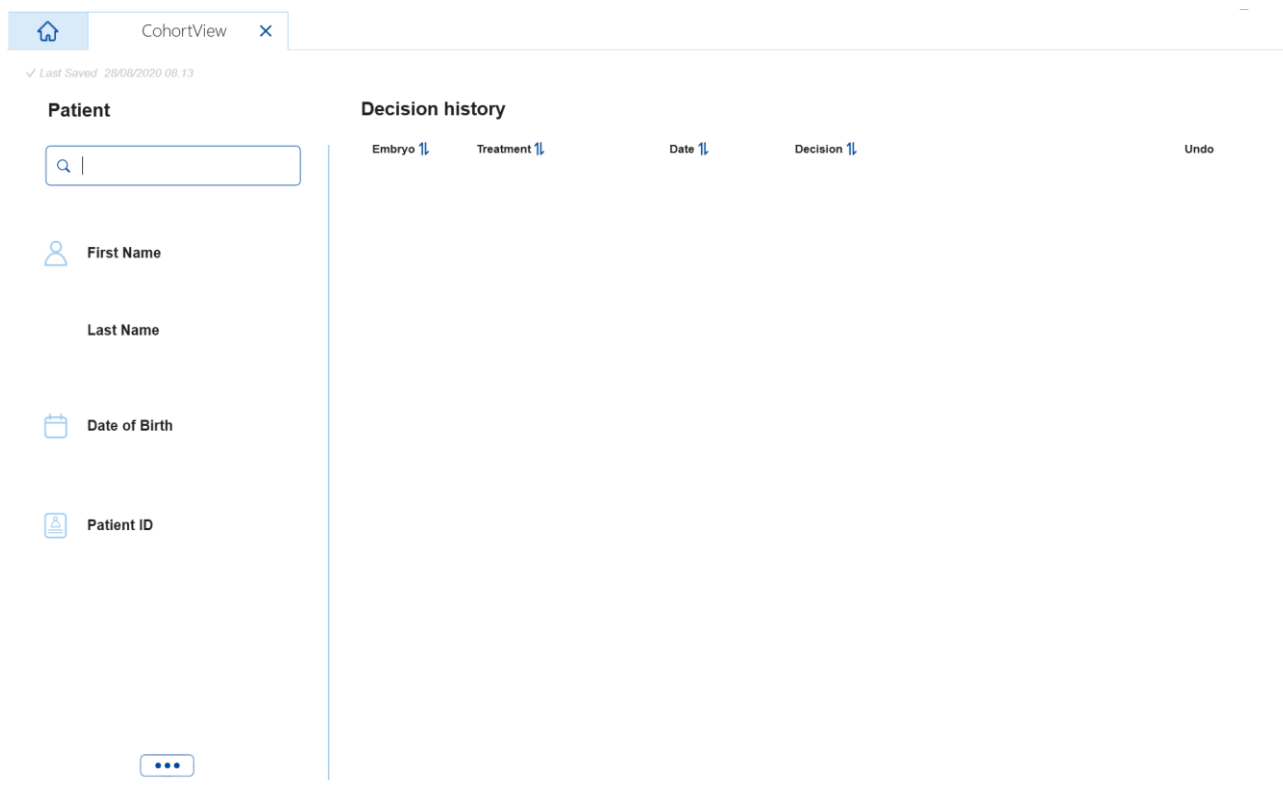 CohortView
Last Saved 28/08/2020 08.13
Patient
Decision history
Embryo Treatment Date Decision Undo
First Name
Last Name
Date of Birth
Patient ID